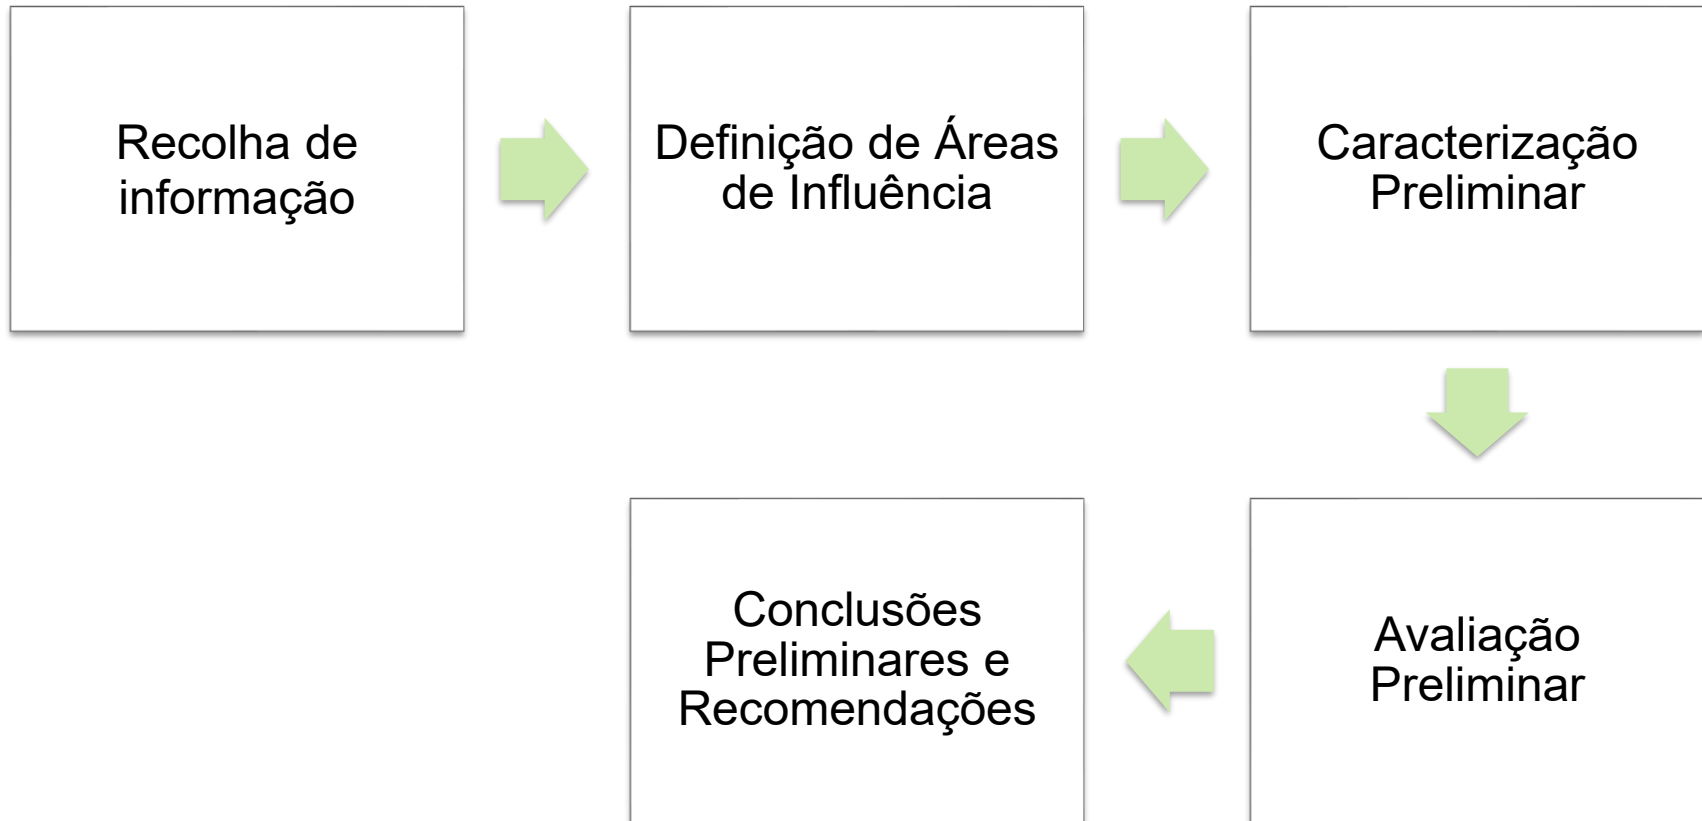 Recolha de
informação
Definição de Áreas
de Influência
Caracterização
Preliminar
Avaliação
Preliminar
Conclusões
Preliminares e
Recomendações